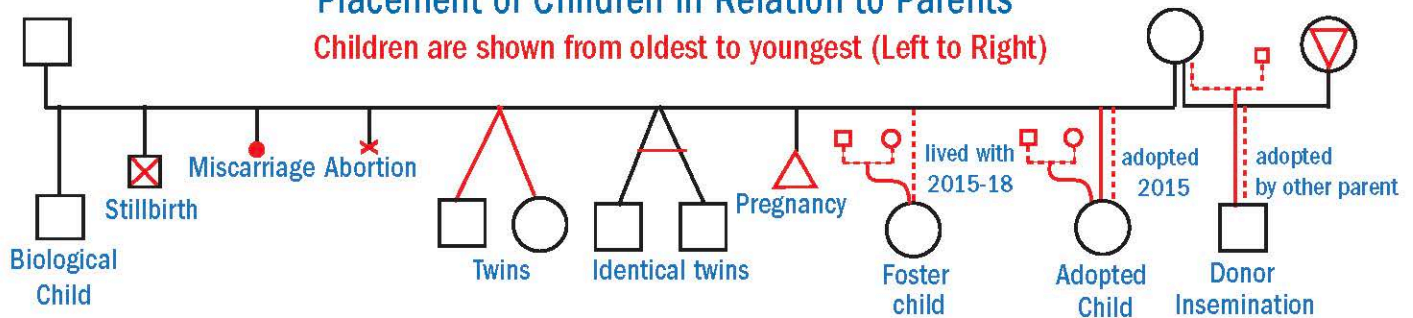 Placement of Children in Relation to Parents
Children are shown from oldest to youngest (Left to Right)
Biological
Child
Stillbirth
Miscarriage
Abortion
Twins
Identical twins
Pregnancy
lived with
2015-18
Foster
child
adopted
2015
Adopted
Child
adopted
by other parent
Donor
Insemination